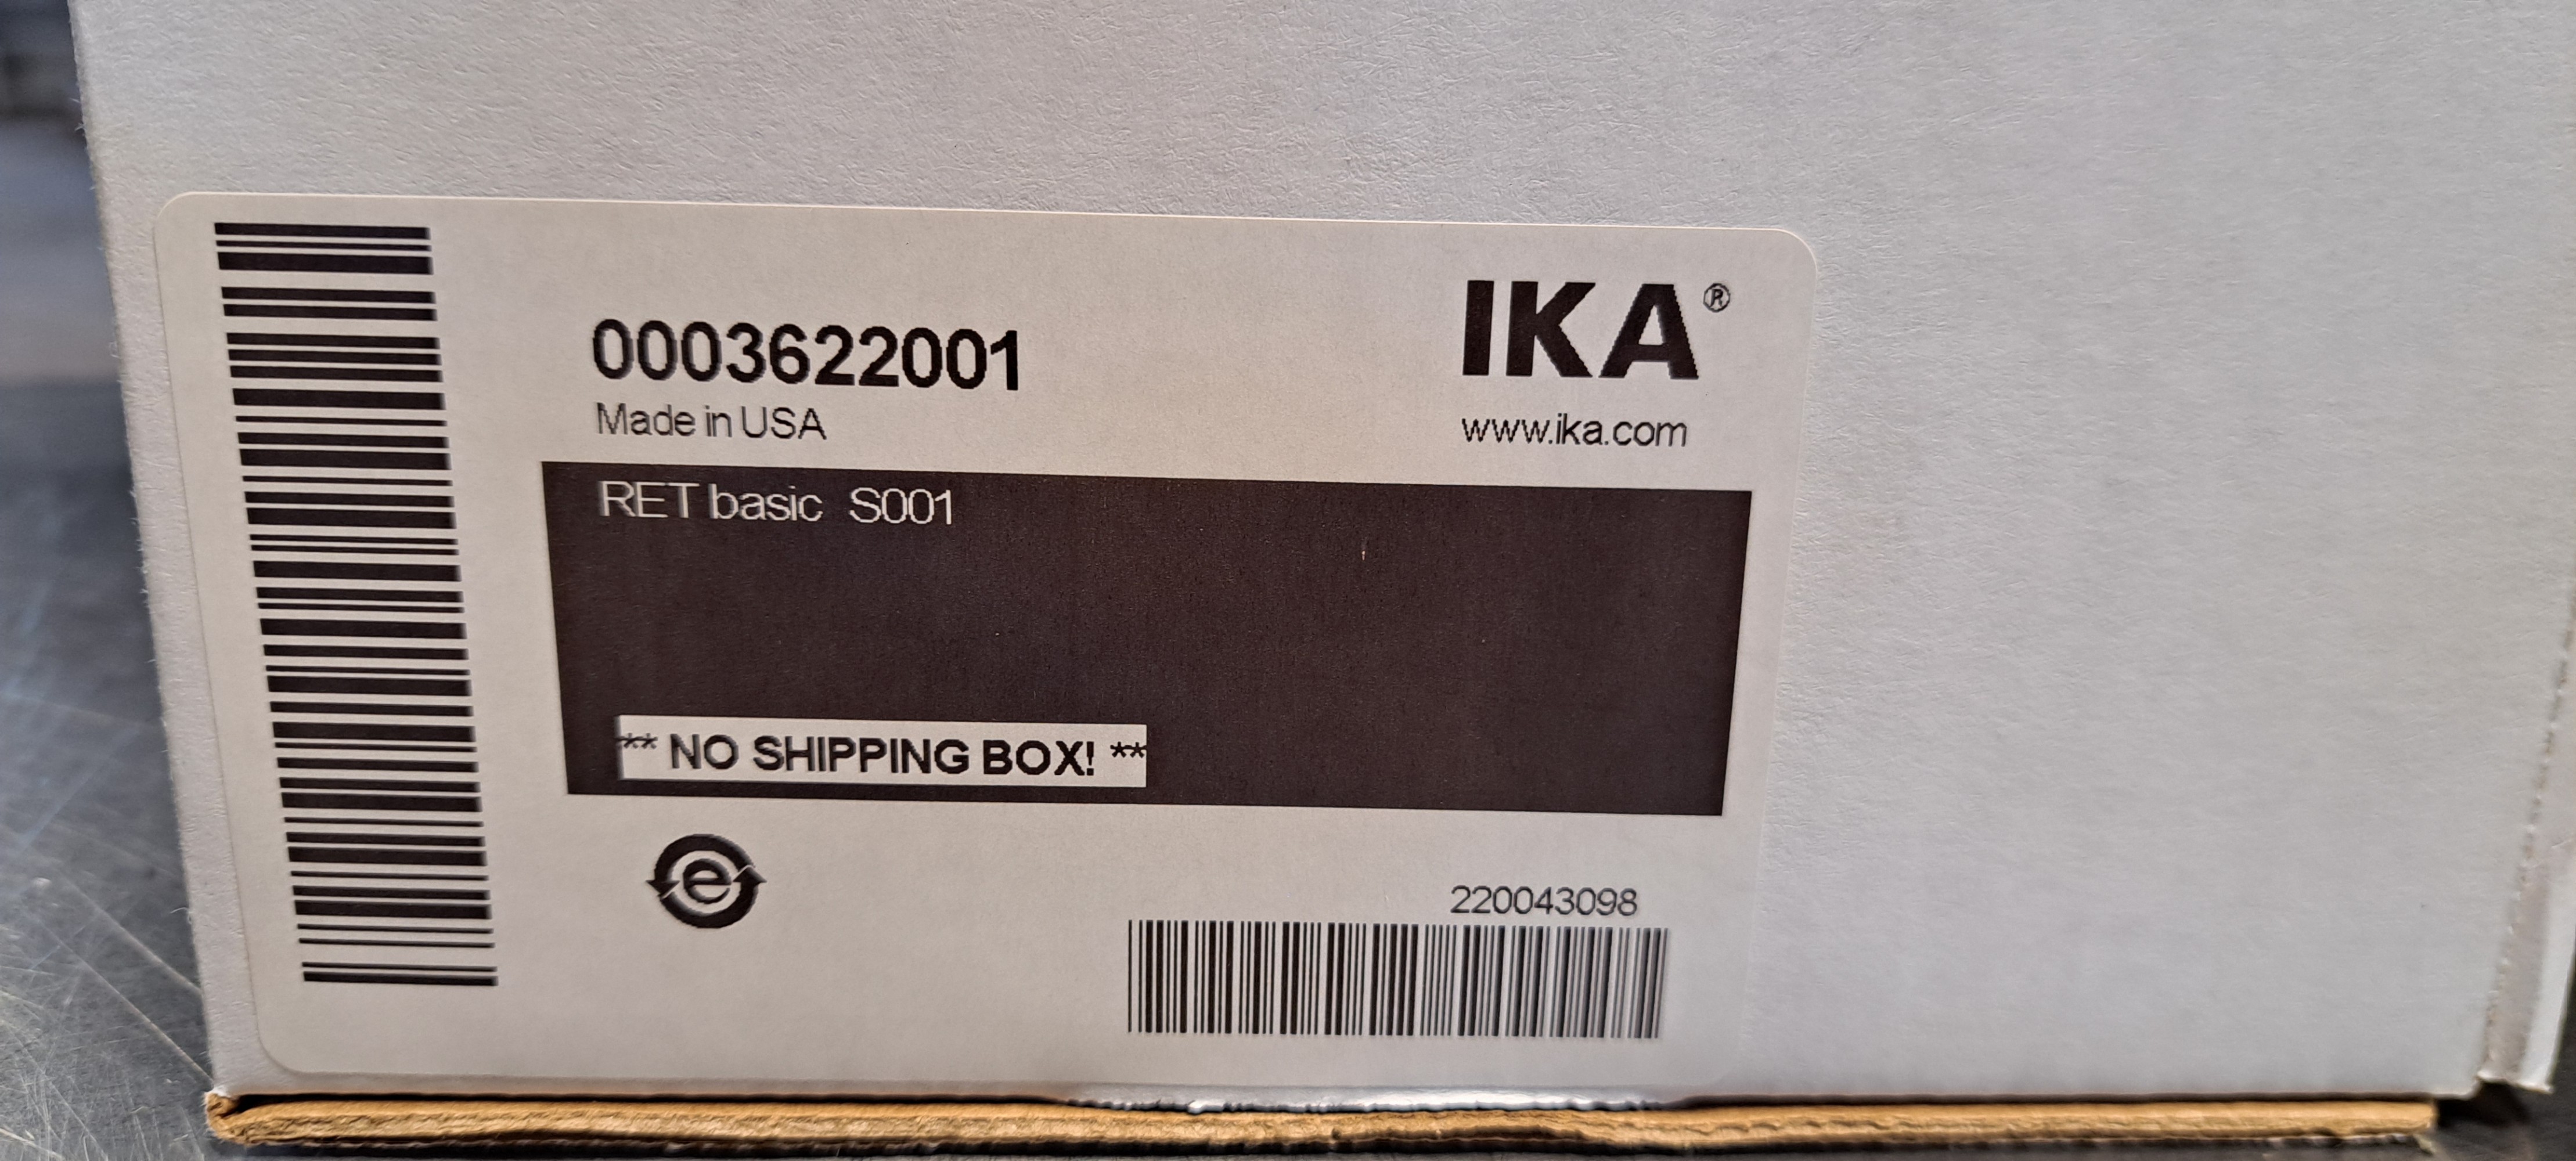 0003622001
Made in USA
IKA®
www.ika.com
RET basic S001
** NO SHIPPING BOX! **
e
220043098